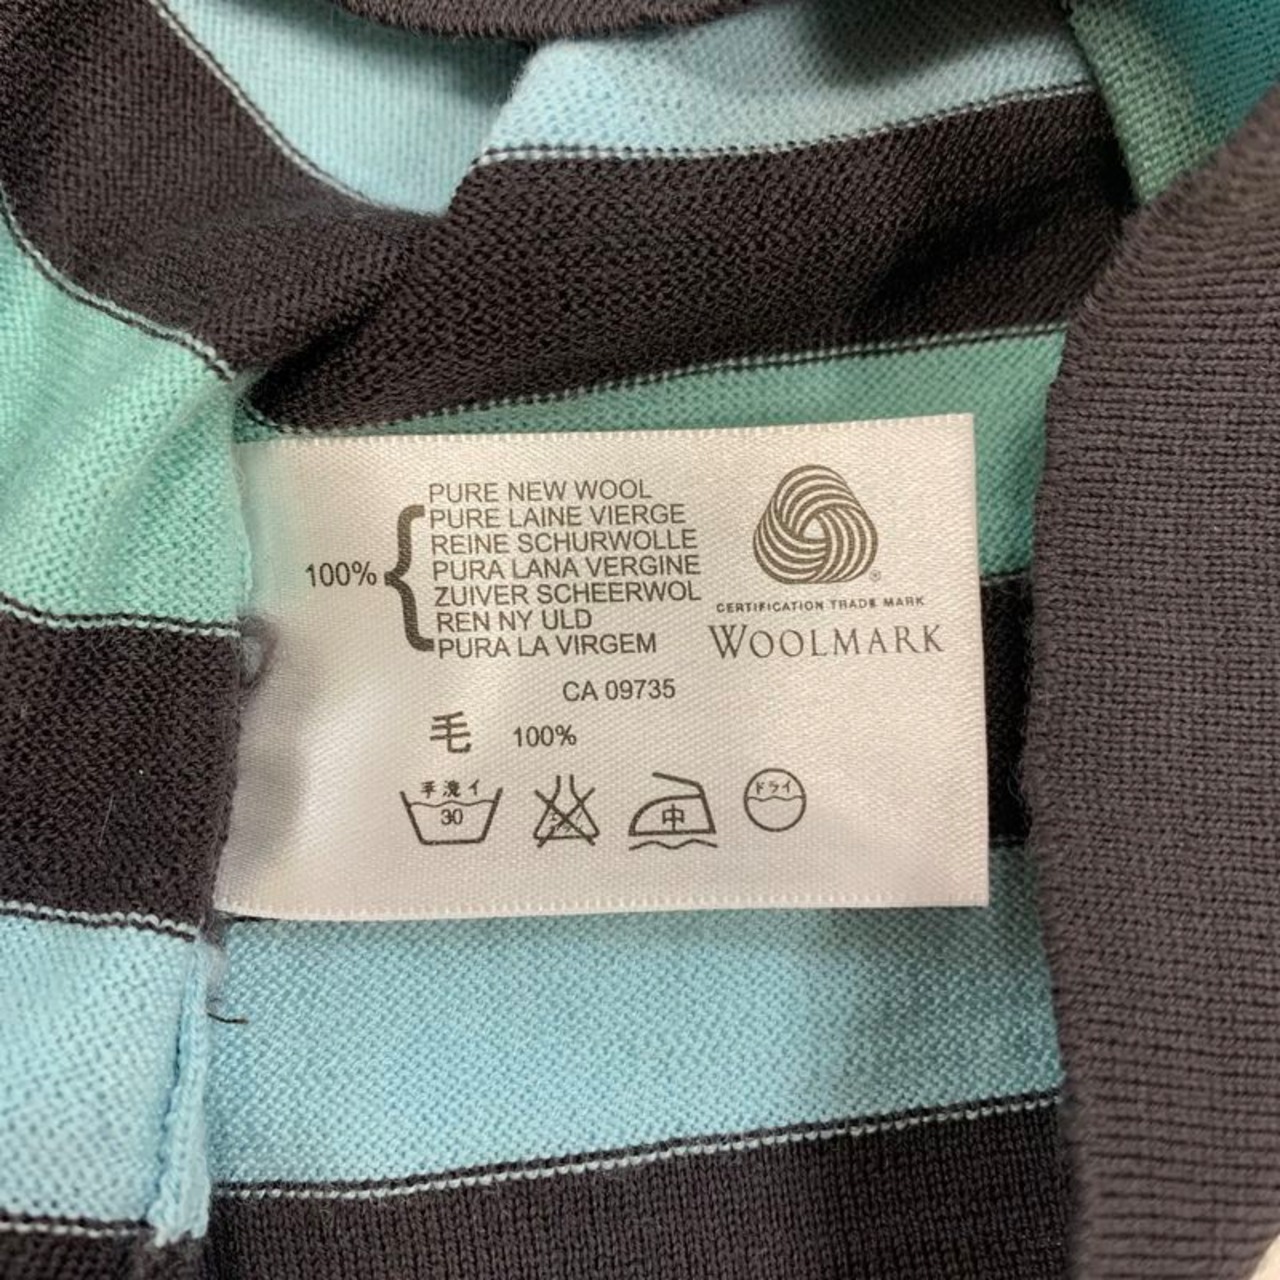 100%
PURE NEW WOOL
PURE LAINE VIERGE
REINE SCHURWOLLE
PURA LANA VERGINE
ZUIVER SCHEERWOL
REN NY ULD
PURA LA VIRGEM
®
CERTIFICATION TRADE MARK
WOOLMARK
CA 09735
毛 100%
手洗イ
30
中
ドライ